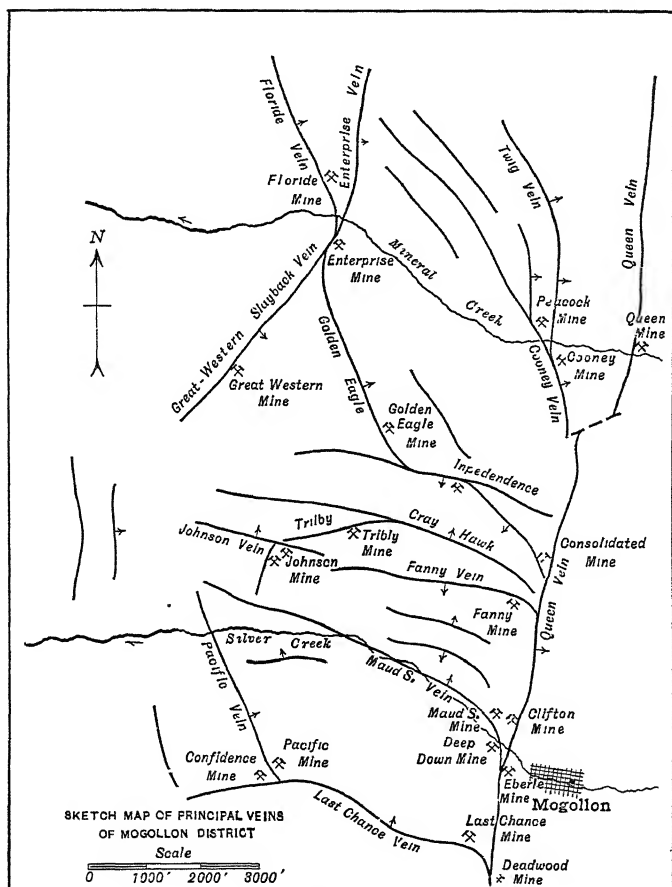 Floride
Vein
Enterprise Vein
Floride
Mine
Twig Vein
Queen Vein
N
Enterprise
Mine
Mineral
Creek
Peacock
Mine
Queen
Mine
Great-Western Slayback Vein
Golden
Eagle
Cooney
Mine
Cooney Vein
Great Western
Mine
Golden
Eagle
Mine
Inpedendence
Trilby
Cray
Hawk
Johnson Vein
Tribly
Mine
Consolidated
Mine
Johnson
Mine
Fanny Vein
Fanny
Mine
Queen Vein
Silver
Creek
Pacific
Vein
Maud S.
Vein
Maud S.
Mine
Clifton
Mine
Deep
Down Mine
Confidence
Mine
Pacific
Mine
Eberle
Mine
Mogollon
Last Chance Vein
Last Chance
Mine
SKETCH MAP OF PRINCIPAL VEINS
OF MOGOLLON DISTRICT
Scale
0 1000' 2000' 3000'
Deadwood
Mine